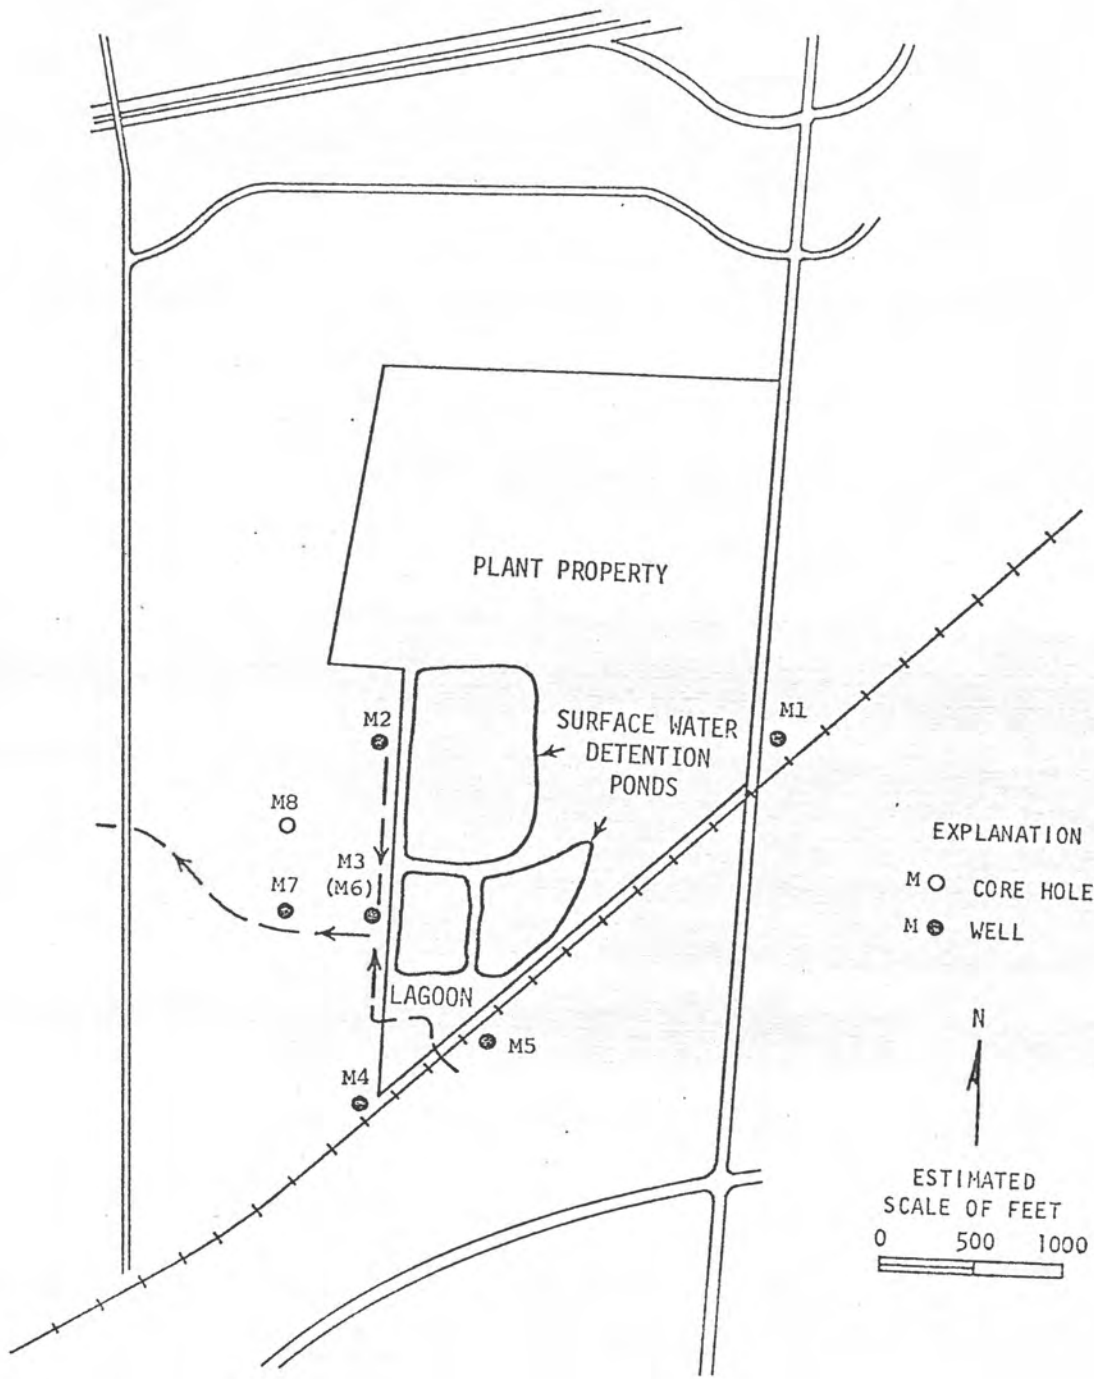 PLANT PROPERTY
M2
SURFACE WATER
DETENTION
PONDS
M1
M8
M3
(M6)
M7
EXPLANATION
M CORE HOLE
M WELL
LAGOON
M5
M4
N
ESTIMATED
SCALE OF FEET
0 500 1000